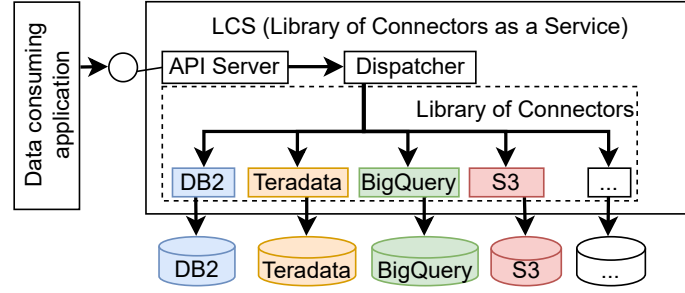 LCS (Library of Connectors as a Service)
Data consuming
application
API Server
Dispatcher
Library of Connectors
DB2
Teradata
BigQuery
S3
...
DB2
Teradata
BigQuery
S3
...